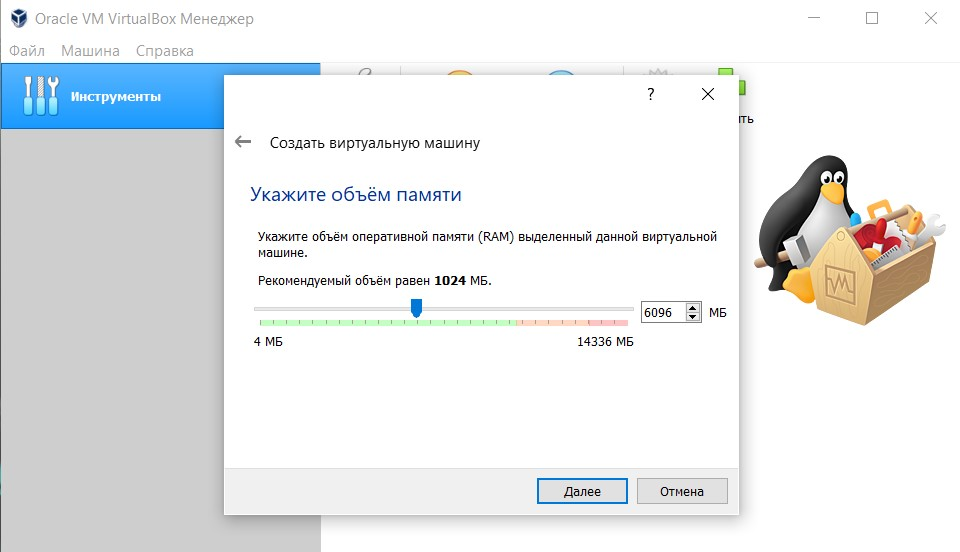 Oracle VM VirtualBox Менеджер
Файл Машина Справка
Инструменты
?
Создать виртуальную машину
Укажите объём памяти
Укажите объём оперативной памяти (RAM) выделенный данной виртуальной
машине.
Рекомендуемый объём равен 1024 МБ.
6096 МБ
4 МБ 14336 МБ
Далее Отмена